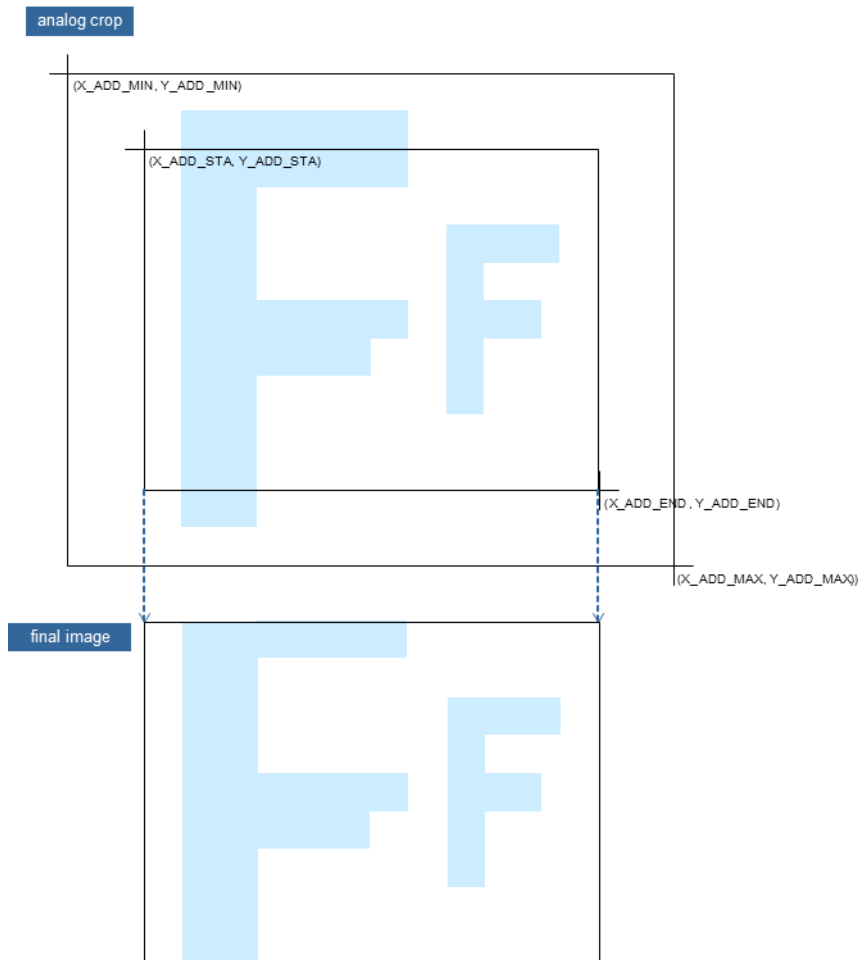 analog crop
(X_ADD_MIN, Y_ADD_MIN)
(X_ADD_STA, Y_ADD_STA)
(X_ADD_END, Y_ADD_END)
(X_ADD_MAX, Y_ADD_MAX))
final image